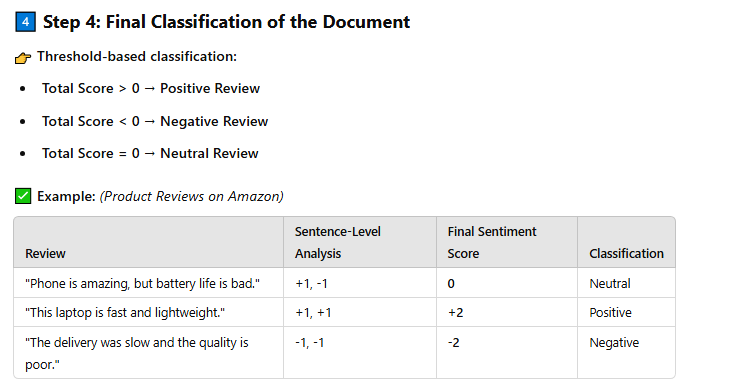 4 Step 4: Final Classification of the Document
👉 Threshold-based classification:
• Total Score > 0 → Positive Review
• Total Score < 0 → Negative Review
• Total Score = 0 → Neutral Review
✅ Example: (Product Reviews on Amazon)
Review | Sentence-Level Analysis | Final Sentiment Score | Classification
"Phone is amazing, but battery life is bad." | +1, -1 | 0 | Neutral
"This laptop is fast and lightweight." | +1, +1 | +2 | Positive
"The delivery was slow and the quality is poor." | -1, -1 | -2 | Negative